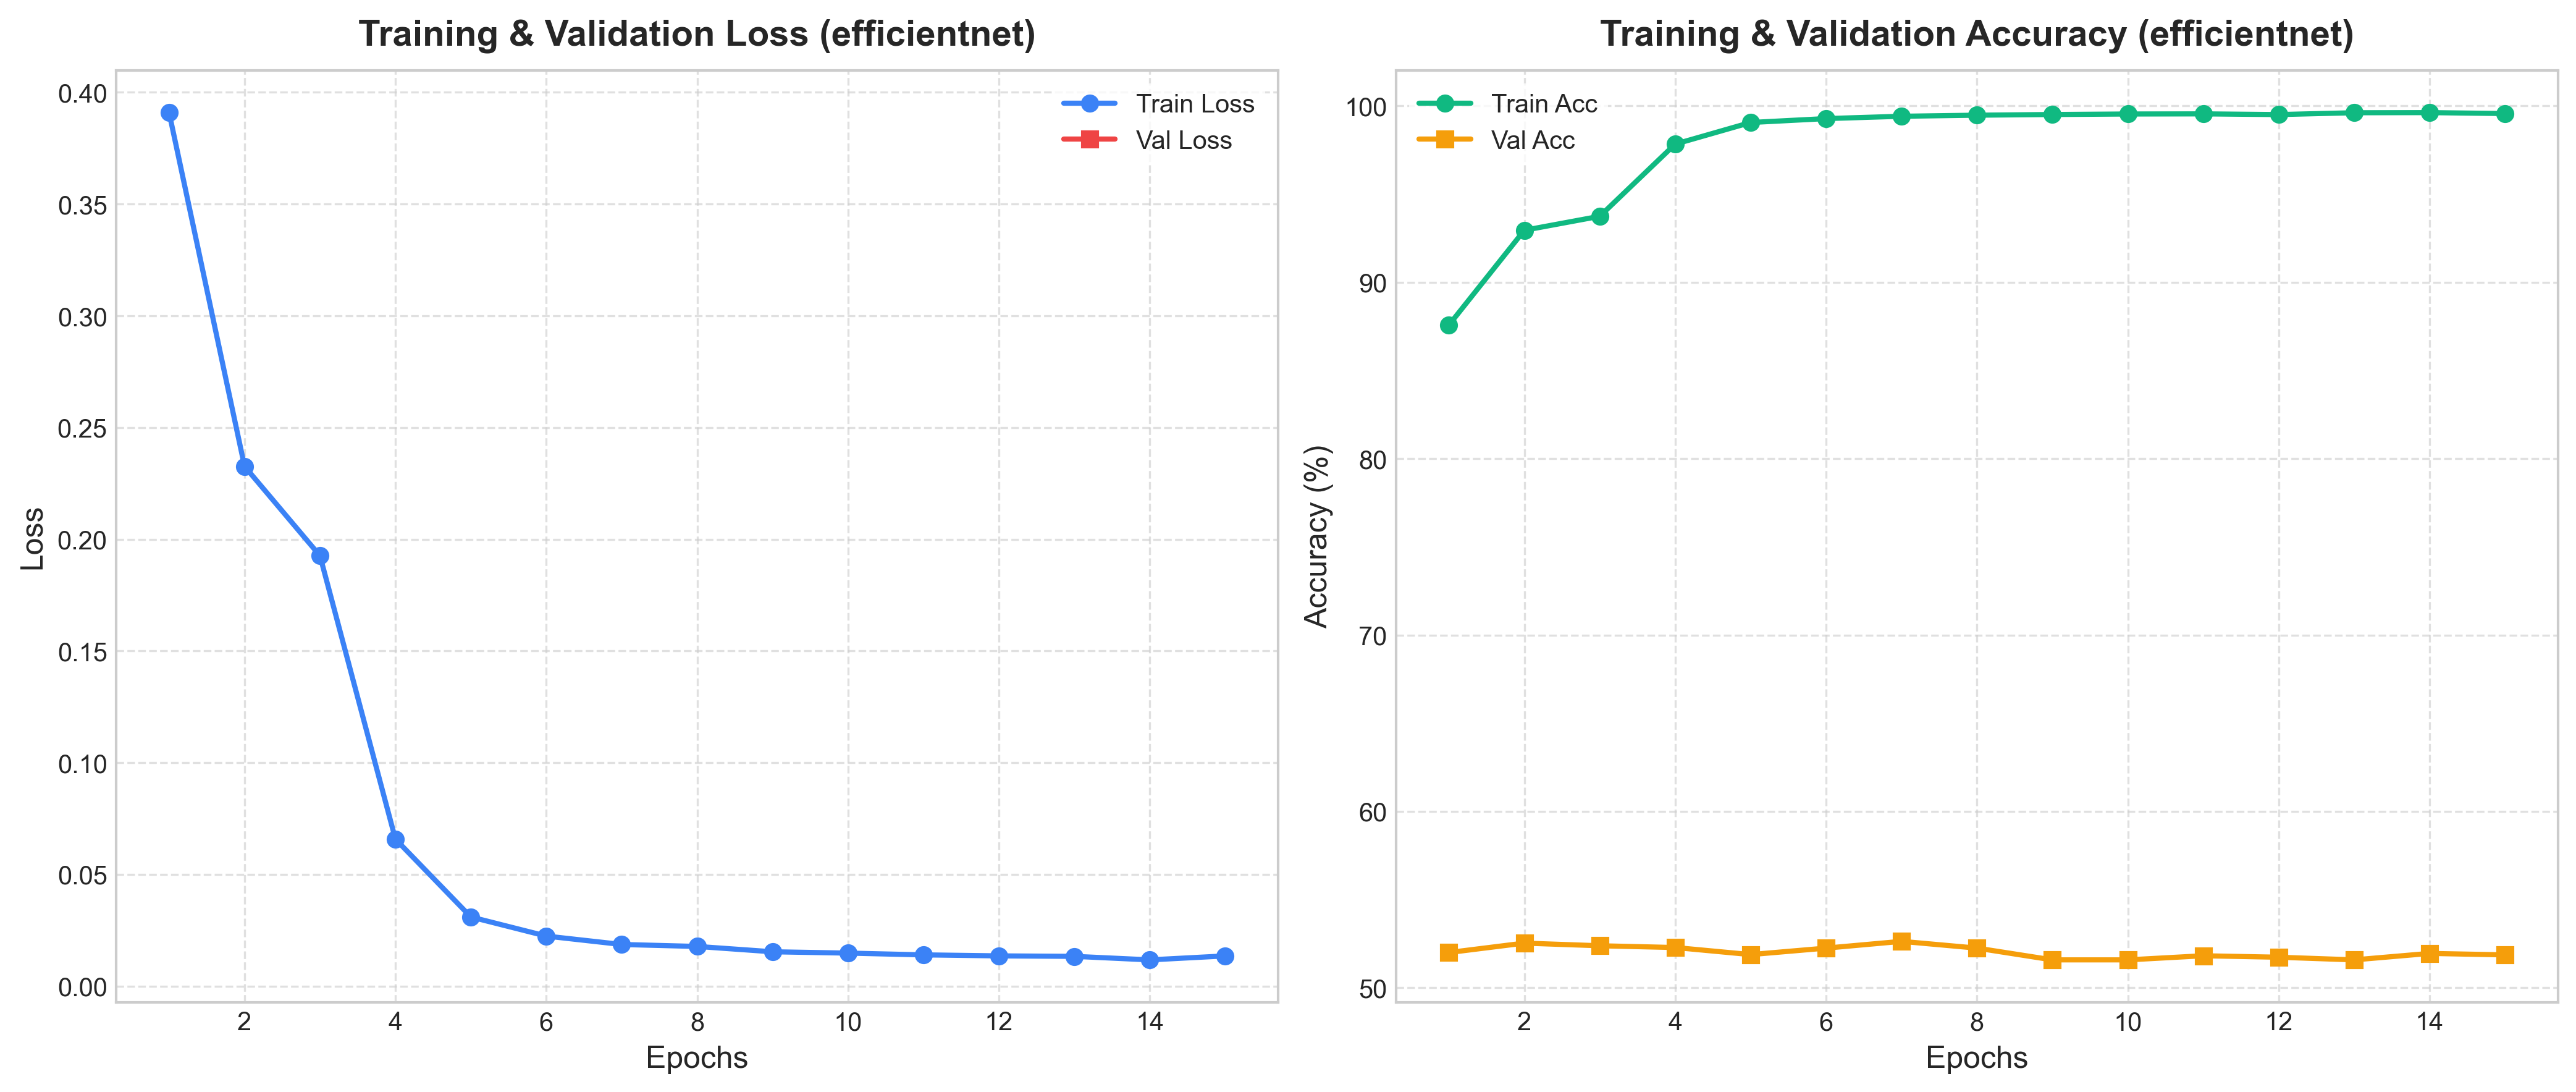 Training & Validation Loss (efficientnet)
Train Loss
Val Loss
0.40
0.35
0.30
0.25
0.20
0.15
0.10
0.05
0.00
Loss
2 4 6 8 10 12 14
Epochs
Training & Validation Accuracy (efficientnet)
Train Acc
Val Acc
100
90
80
70
60
50
Accuracy (%)
2 4 6 8 10 12 14
Epochs